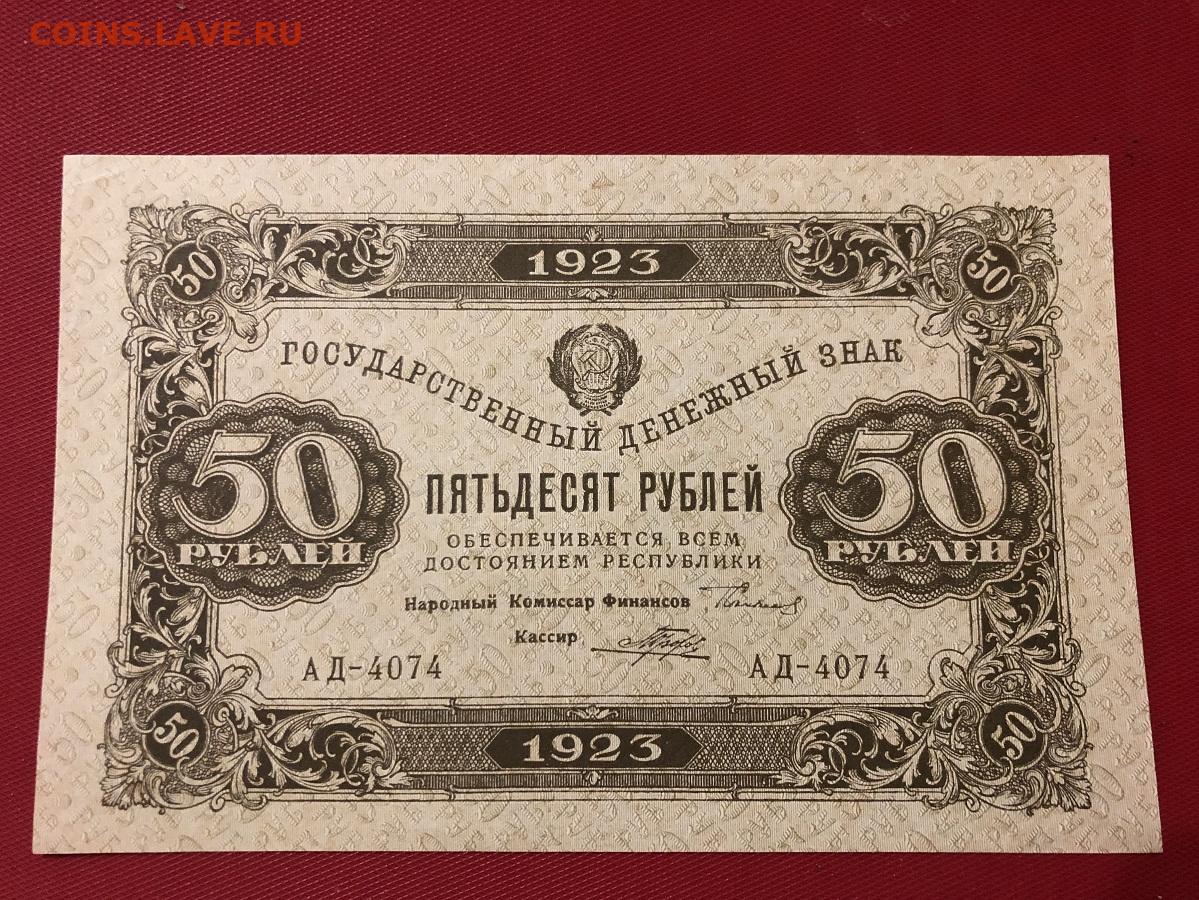 COINS.LAVE.RU
1923
50 50
ГОСУДАРСТВЕННЫЙ ДЕНЕЖНЫЙ ЗНАК
50 РУБЛЕЙ
ПЯТЬДЕСЯТ РУБЛЕЙ
50 РУБЛЕЙ
ОБЕСПЕЧИВАЕТСЯ ВСЕМ
ДОСТОЯНИЕМ РЕСПУБЛИКИ
Народный Комиссар Финансов
Кассир
АД-4074 АД-4074
50 50
1923